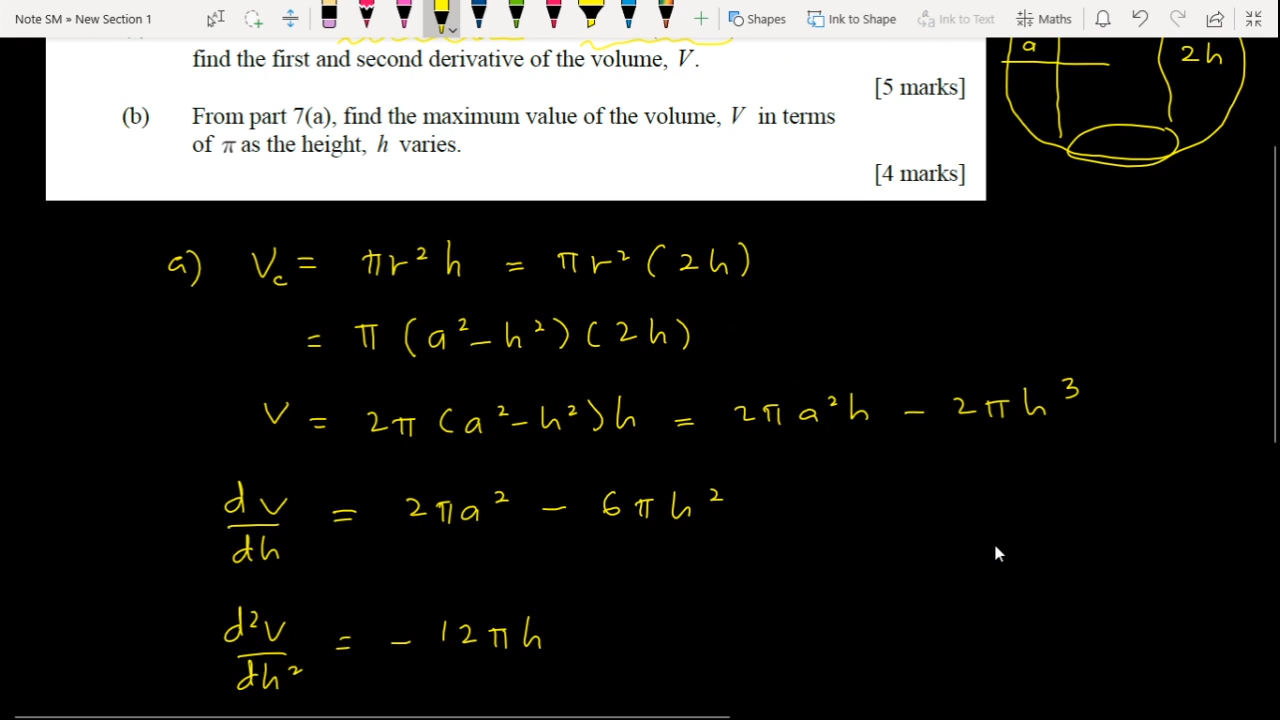 Note SM » New Section 1
Shapes
Ink to Shape
Ink to Text
Maths
find the first and second derivative of the volume, V.
[5 marks]
(b) From part 7(a), find the maximum value of the volume, V in terms
of π as the height, h varies.
[4 marks]
a
2h
a) V_c = πr²h = πr²(2h)
= π(a²-h²)(2h)
V = 2π(a²-h²)h = 2πa²h - 2πh³
dv/dh = 2πa² - 6πh²
d²v/dh² = -12πh